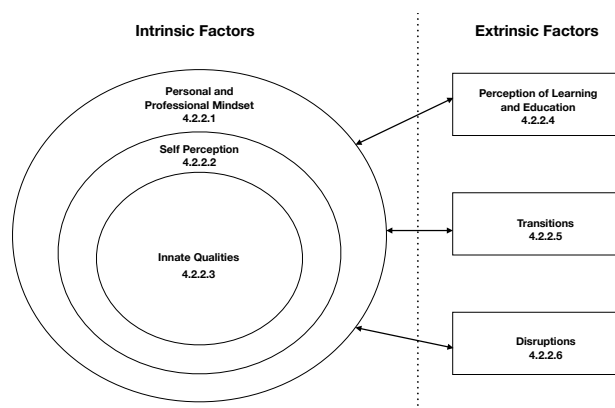 Intrinsic Factors
Extrinsic Factors
Personal and
Professional Mindset
4.2.2.1
Self Perception
4.2.2.2
Innate Qualities
4.2.2.3
Perception of Learning
and Education
4.2.2.4
Transitions
4.2.2.5
Disruptions
4.2.2.6